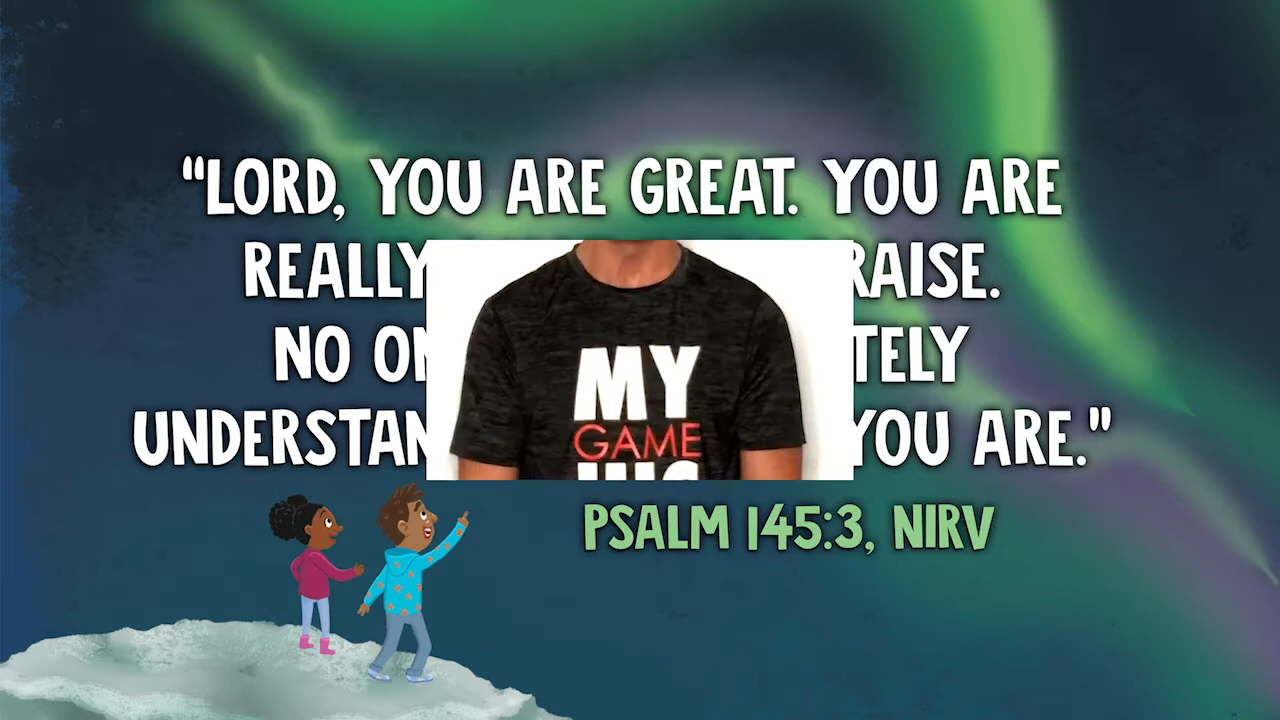 “LORD, YOU ARE GREAT. YOU ARE
REALLY RAISE.
NO TELY
UNDERSTAN YOU ARE."
PSALM 145:3, NIRV
MY
GAME